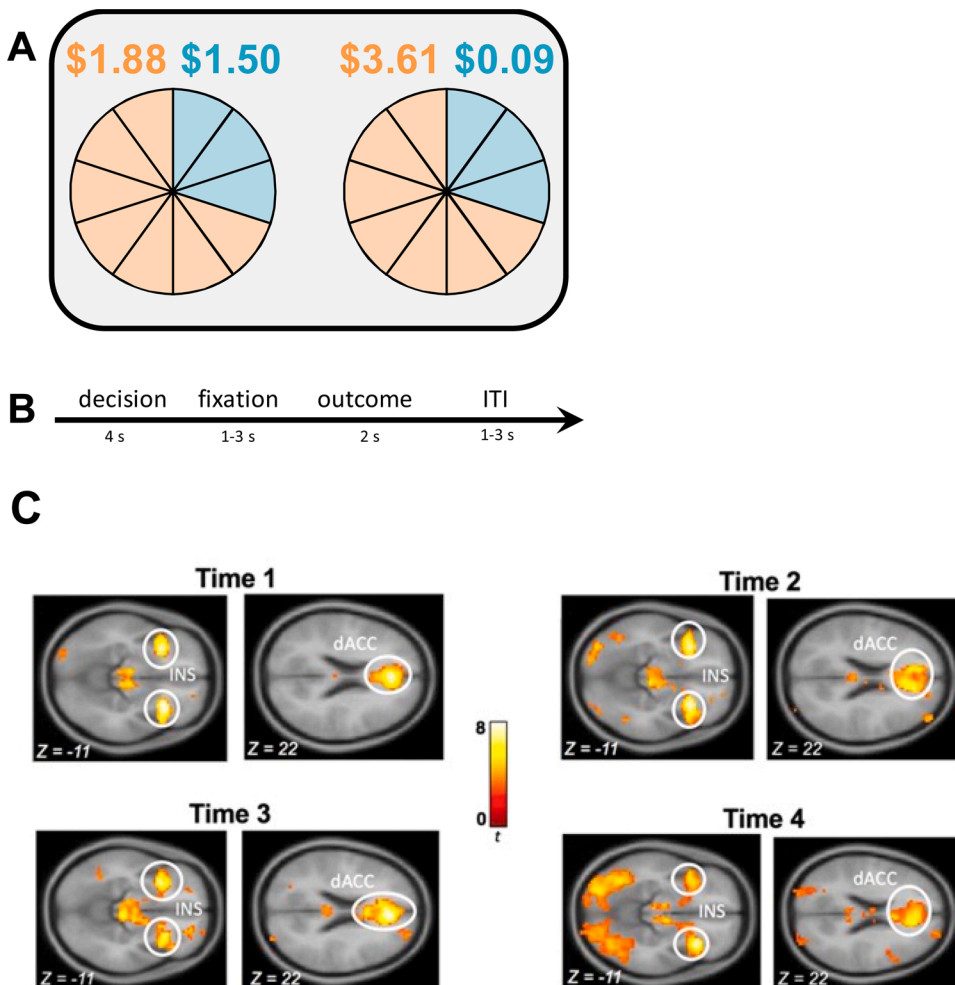 A
$1.88 $1.50 $3.61 $0.09
B
decision fixation outcome ITI
4 s 1-3 s 2 s 1-3 s
C
Time 1 Time 2
dACC dACC
INS INS
Z = -11 Z = 22 Z = -11 Z = 22
8
0
t
Time 3 Time 4
dACC dACC
INS INS
Z = -11 Z = 22 Z = -11 Z = 22